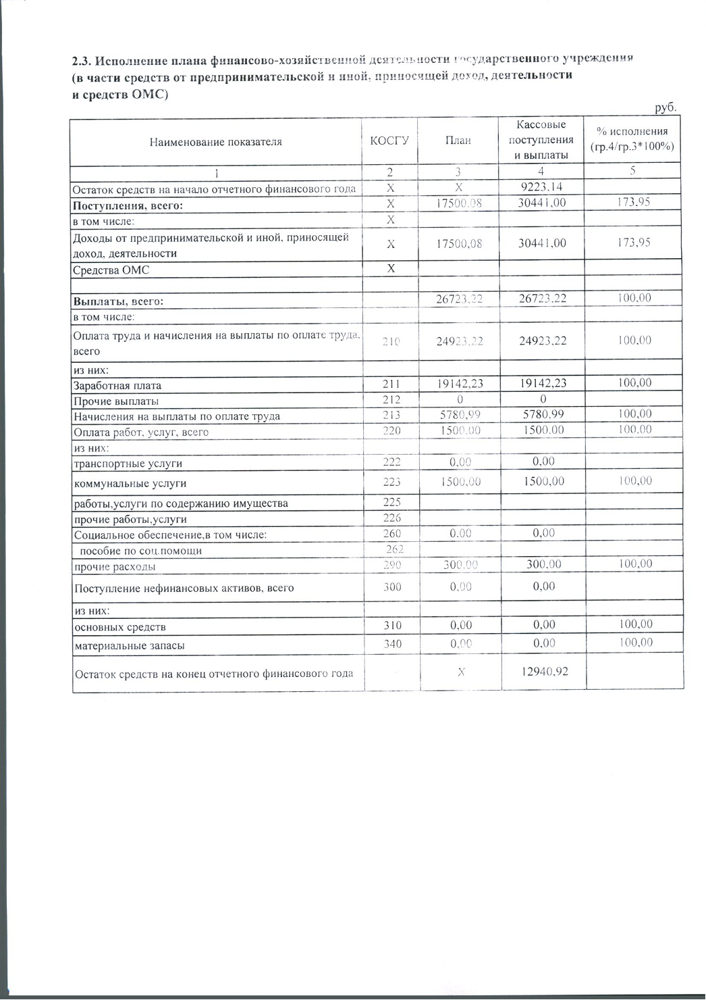 2.3. Исполнение плана финансово-хозяйственной деятельности государственного учреждения
(в части средств от предпринимательской и иной, приносящей доход, деятельности
и средств ОМС)
руб.
Наименование показателя КОСГУ План Кассовые поступления и выплаты % исполнения (гр.4/гр.3*100%)
1 2 3 4 5
Остаток средств на начало отчетного финансового года Х Х 9223,14
Поступления, всего: Х 17500,08 30441,00 173,95
в том числе: Х
Доходы от предпринимательской и иной, приносящей
доход, деятельности Х 17500,08 30441,00 173,95
Средства ОМС Х
Выплаты, всего: 26723,22 26723,22 100,00
в том числе:
Оплата труда и начисления на выплаты по оплате труда,
всего 210 24923,22 24923,22 100,00
из них:
Заработная плата 211 19142,23 19142,23 100,00
Прочие выплаты 212 0 0
Начисления на выплаты по оплате труда 213 5780,99 5780,99 100,00
Оплата работ, услуг, всего 220 1500,00 1500,00 100,00
из них:
транспортные услуги 222 0,00 0,00
коммунальные услуги 223 1500,00 1500,00 100,00
работы,услуги по содержанию имущества 225
прочие работы,услуги 226
Социальное обеспечение,в том числе: 260 0,00 0,00
пособие по соц.помощи 262
прочие расходы 290 300,00 300,00 100,00
Поступление нефинансовых активов, всего 300 0,00 0,00
из них:
основных средств 310 0,00 0,00 100,00
материальные запасы 340 0,00 0,00 100,00
Остаток средств на конец отчетного финансового года Х 12940,92